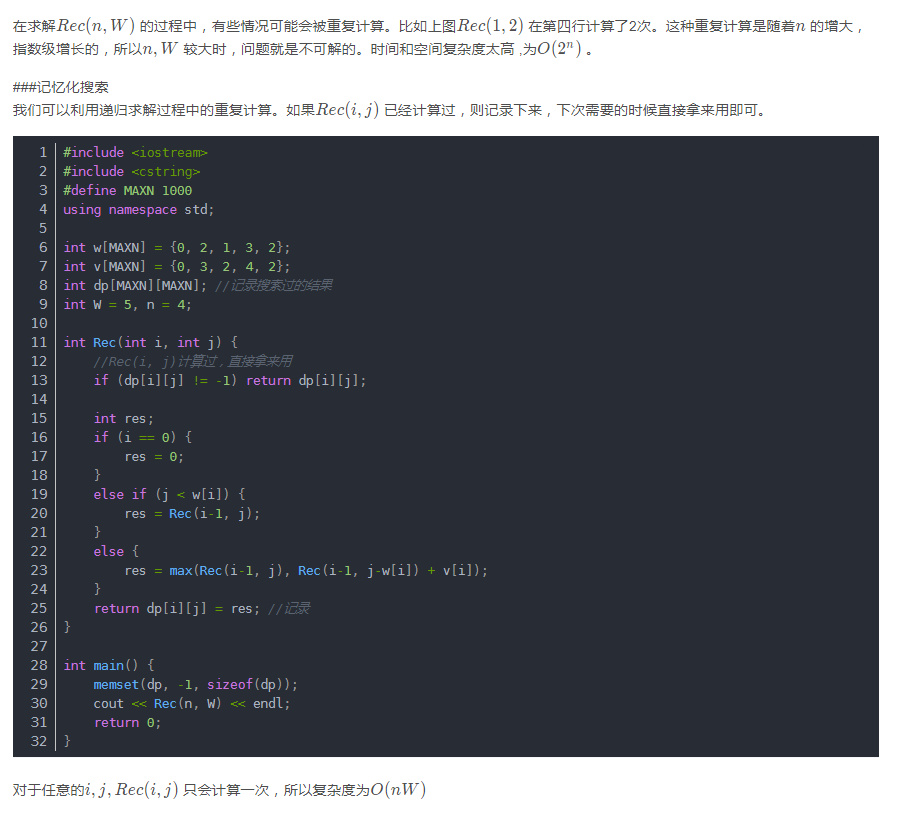 在求解Rec(n, W) 的过程中，有些情况可能会被重复计算。比如上图Rec(1, 2) 在第四行计算了2次。这种重复计算是随着n 的增大，
指数级增长的，所以n, W 较大时，问题就是不可解的。时间和空间复杂度太高 ,为O(2ⁿ) 。
###记忆化搜索
我们可以利用递归求解过程中的重复计算。如果Rec(i, j) 已经计算过，则记录下来，下次需要的时候直接拿来用即可。
1 #include <iostream>
2 #include <cstring>
3 #define MAXN 1000
4 using namespace std;
5
6 int w[MAXN] = {0, 2, 1, 3, 2};
7 int v[MAXN] = {0, 3, 2, 4, 2};
8 int dp[MAXN][MAXN]; //记录搜索过的结果
9 int W = 5, n = 4;
10
11 int Rec(int i, int j) {
12     //Rec(i, j)计算过，直接拿来用
13     if (dp[i][j] != -1) return dp[i][j];
14
15     int res;
16     if (i == 0) {
17         res = 0;
18     }
19     else if (j < w[i]) {
20         res = Rec(i-1, j);
21     }
22     else {
23         res = max(Rec(i-1, j), Rec(i-1, j-w[i]) + v[i]);
24     }
25     return dp[i][j] = res; //记录
26 }
27
28 int main() {
29     memset(dp, -1, sizeof(dp));
30     cout << Rec(n, W) << endl;
31     return 0;
32 }
对于任意的i, j, Rec(i, j) 只会计算一次，所以复杂度为O(nW)